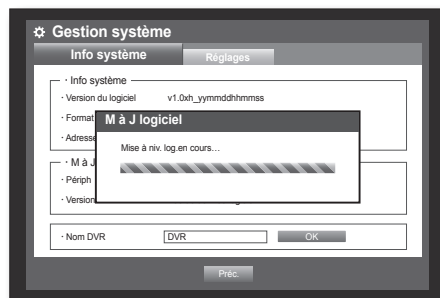 Gestion système
Info système
Réglages
· Info système
· Version du logiciel v1.0xh_yymmddhhmmss
· Format
M à J logiciel
· Adresse
Mise à niv. log.en cours...
· M à J
· Périph
· Version
· Nom DVR DVR OK
Préc.